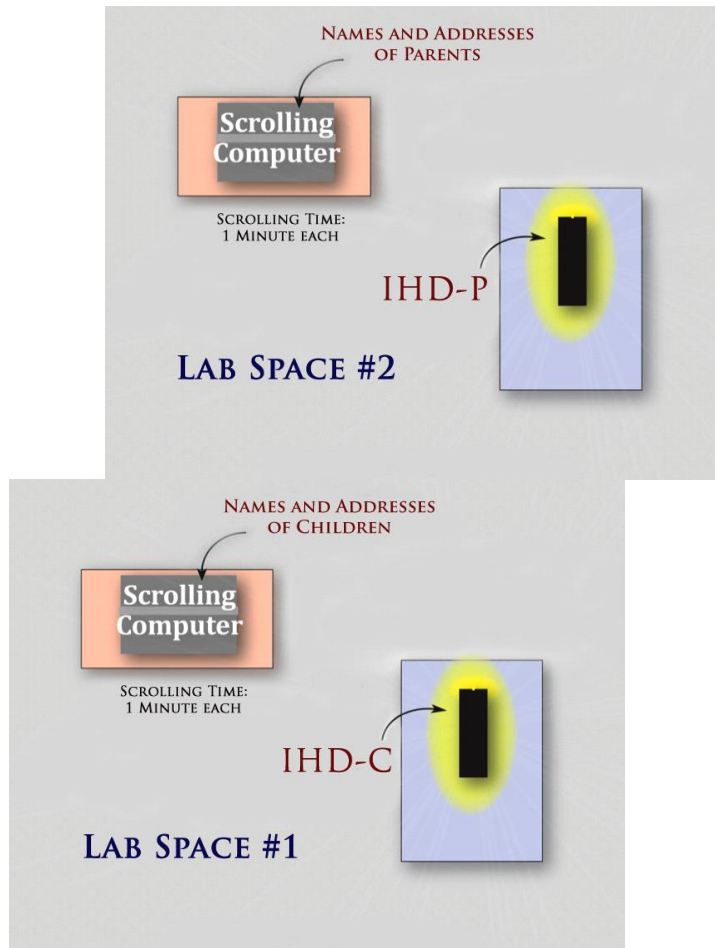 Names and Addresses
of Parents
Scrolling
Computer
Scrolling Time:
1 Minute each
IHD-P
Lab Space #2
Names and Addresses
of Children
Scrolling
Computer
Scrolling Time:
1 Minute each
IHD-C
Lab Space #1